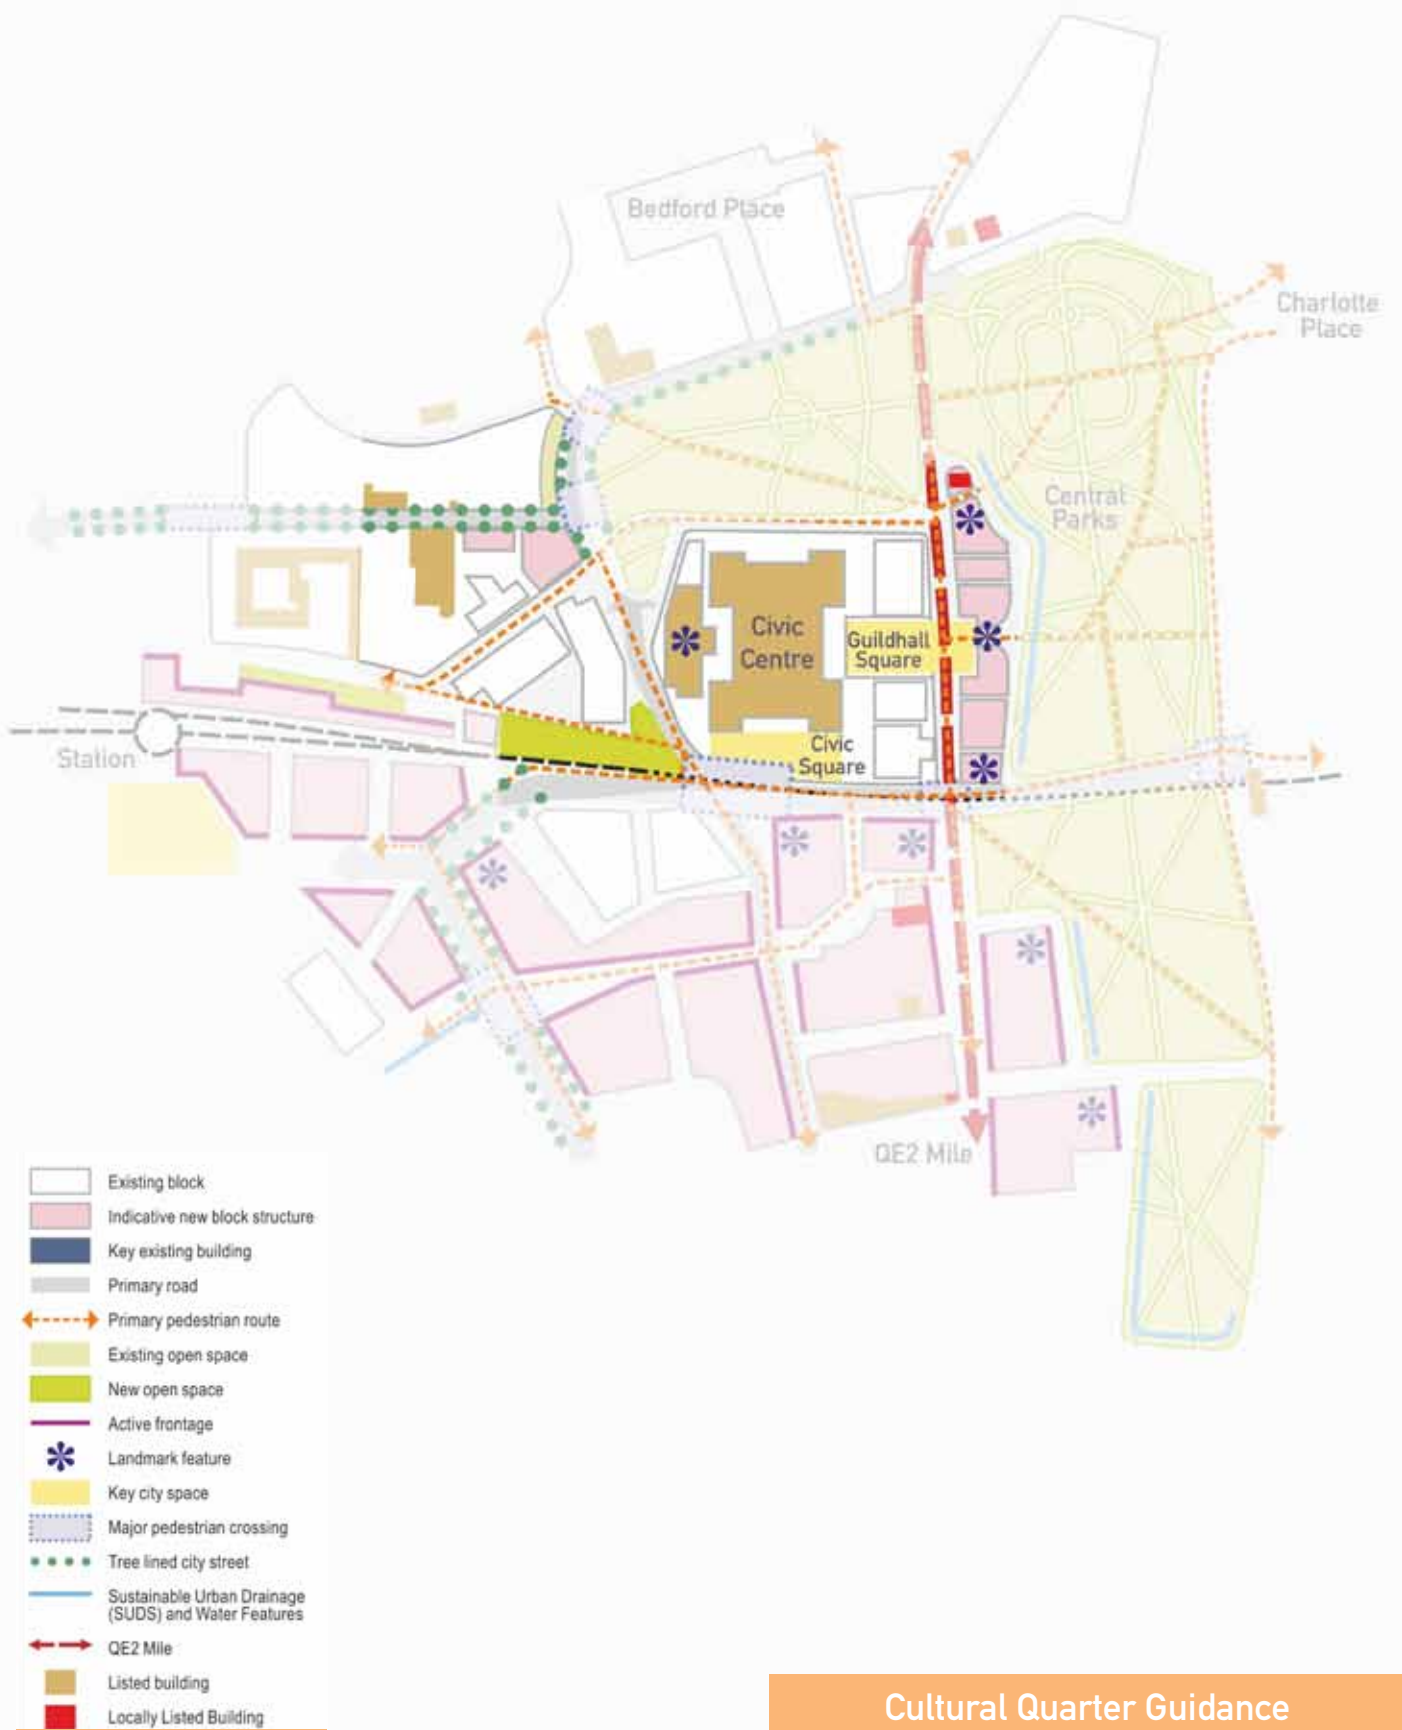 Bedford Place
Charlotte
Place
Central
Parks
Civic
Centre
Guildhall
Square
Civic
Square
Station
QE2 Mile
Existing block
Indicative new block structure
Key existing building
Primary road
Primary pedestrian route
Existing open space
New open space
Active frontage
Landmark feature
Key city space
Major pedestrian crossing
Tree lined city street
Sustainable Urban Drainage
(SUDS) and Water Features
QE2 Mile
Listed building
Locally Listed Building
Cultural Quarter Guidance